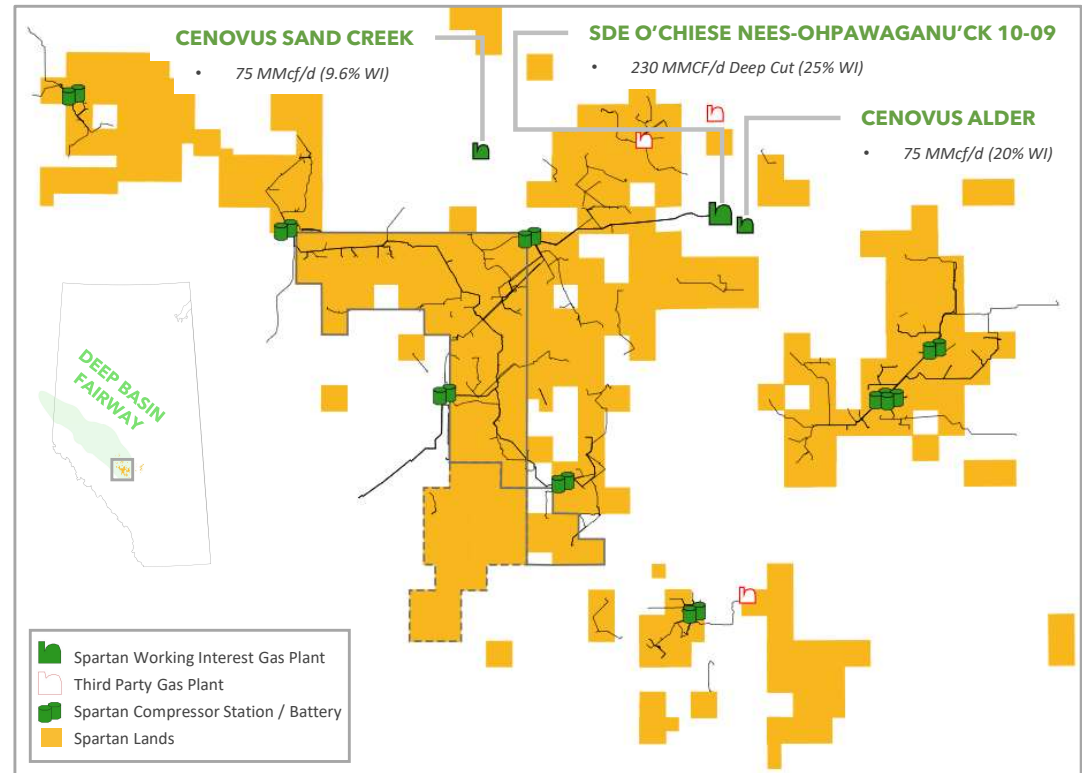 CENOVUS SAND CREEK
• 75 MMcf/d (9.6% WI)
SDE O’CHIESE NEES-OHPAWAGANU’CK 10-09
• 230 MMCF/d Deep Cut (25% WI)
CENOVUS ALDER
• 75 MMcf/d (20% WI)
DEEP BASIN
FAIRWAY
Spartan Working Interest Gas Plant
Third Party Gas Plant
Spartan Compressor Station / Battery
Spartan Lands